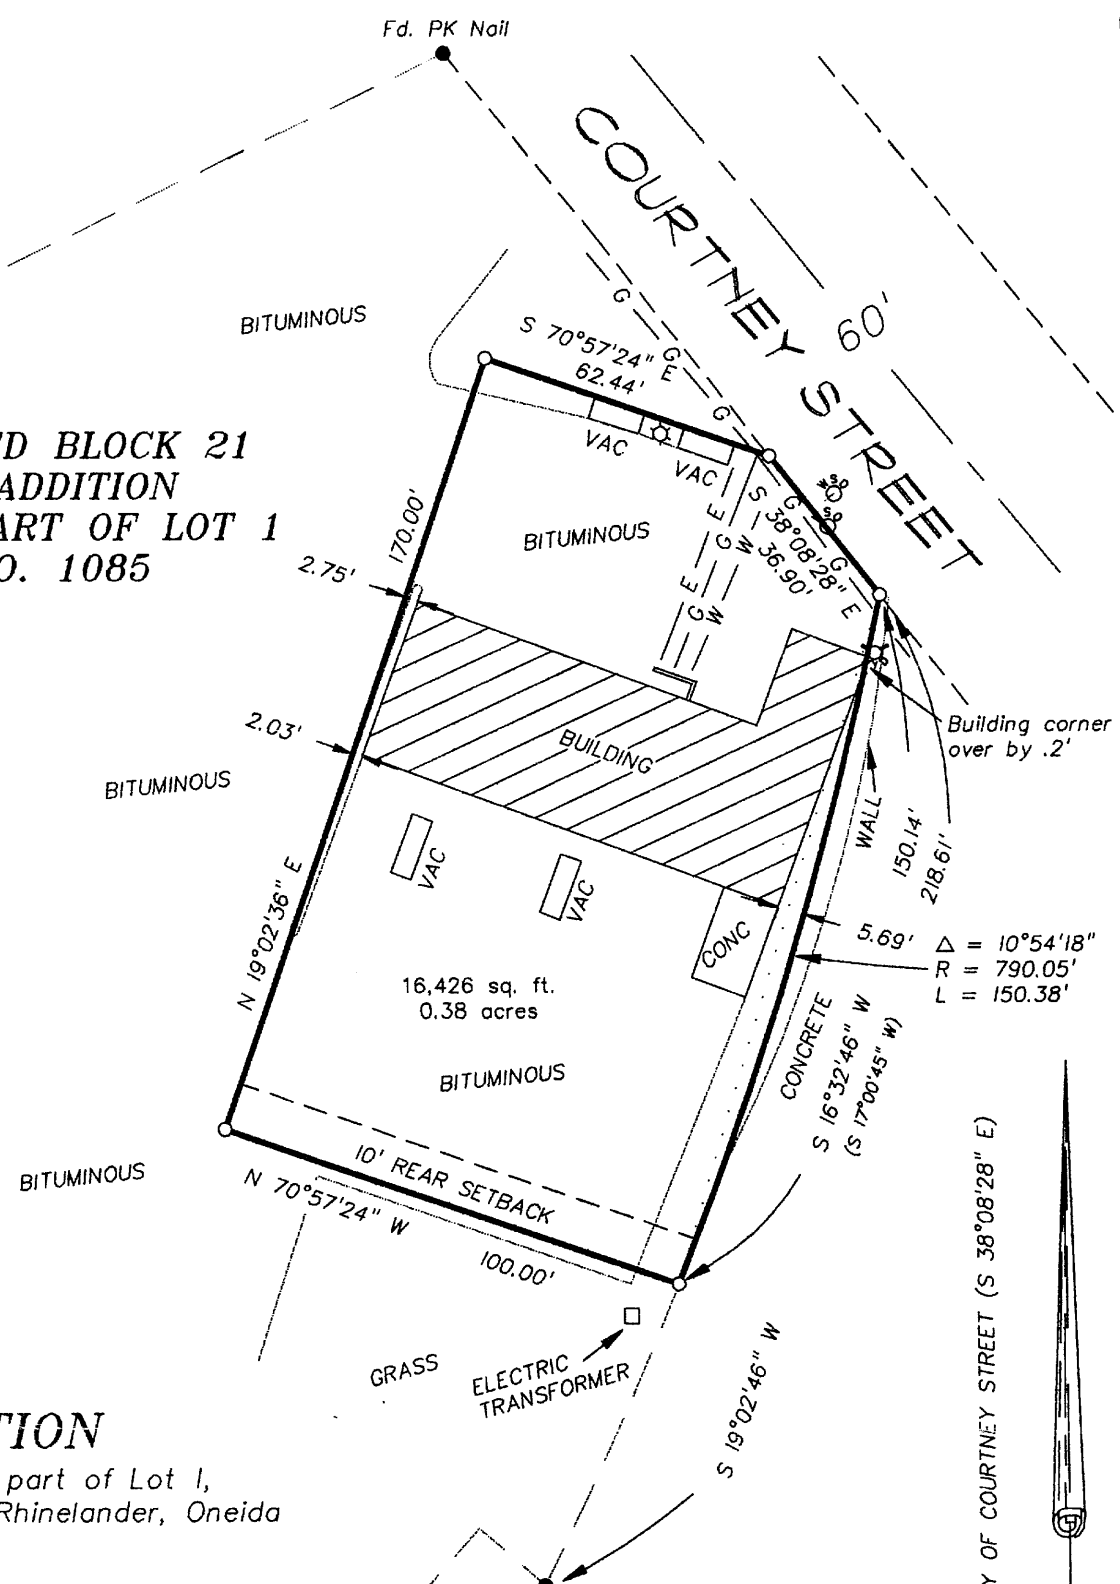 Fd. PK Nail
COURTNEY STREET
60'
BITUMINOUS
S 70°57'24" E
62.44'
'D BLOCK 21
ADDITION
ART OF LOT 1
O. 1085
VAC
VAC
G
G
G
G
G
SO
W
SO
170.00'
BITUMINOUS
S 38°08'28" E
36.90'
E
G
W
E
G
W
2.75'
2.03'
BUILDING
Building corner
over by .2'
BITUMINOUS
VAC
VAC
WALL
150.14'
218.61'
N 19°02'36" E
CONC
5.69'
Δ = 10°54'18"
R = 790.05'
L = 150.38'
16,426 sq. ft.
0.38 acres
CONCRETE
S 16°32'46" W
(S 17°00'45" W)
BITUMINOUS
BITUMINOUS
10' REAR SETBACK
N 70°57'24" W
100.00'
GRASS
ELECTRIC
TRANSFORMER
S 19°02'46" W
Y OF COURTNEY STREET (S 38°08'28" E)
TION
part of Lot 1,
Rhinelander, Oneida